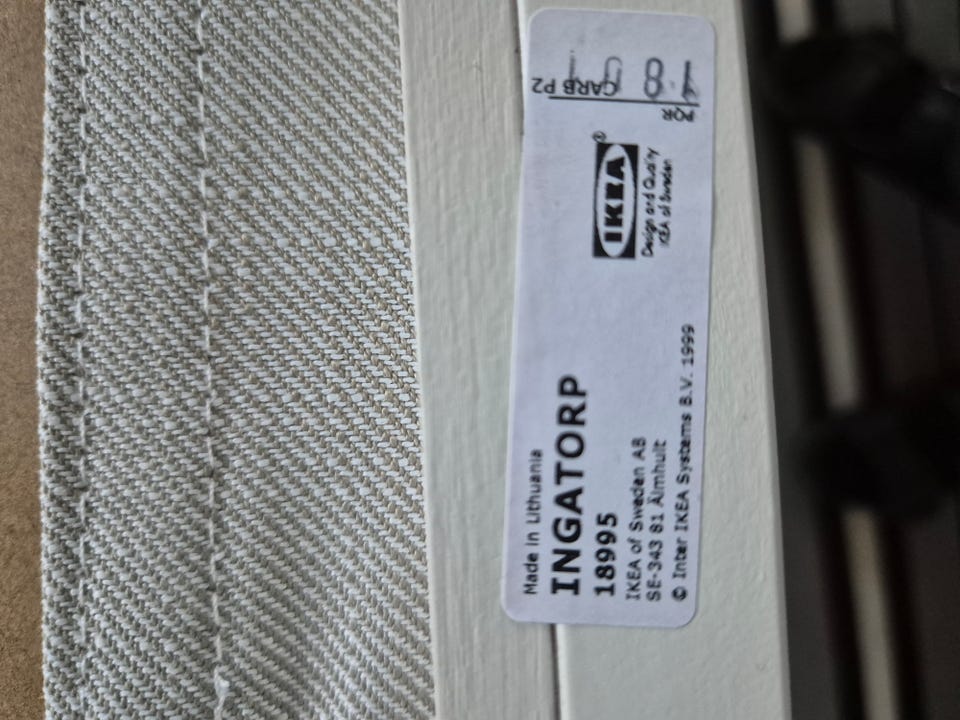 Made in Lithuania
INGATORP
18995
IKEA of Sweden AB
SE-343 81 Älmhult
© Inter IKEA Systems B.V. 1999
IKEA®
Design and Quality
IKEA of Sweden
CARB P2